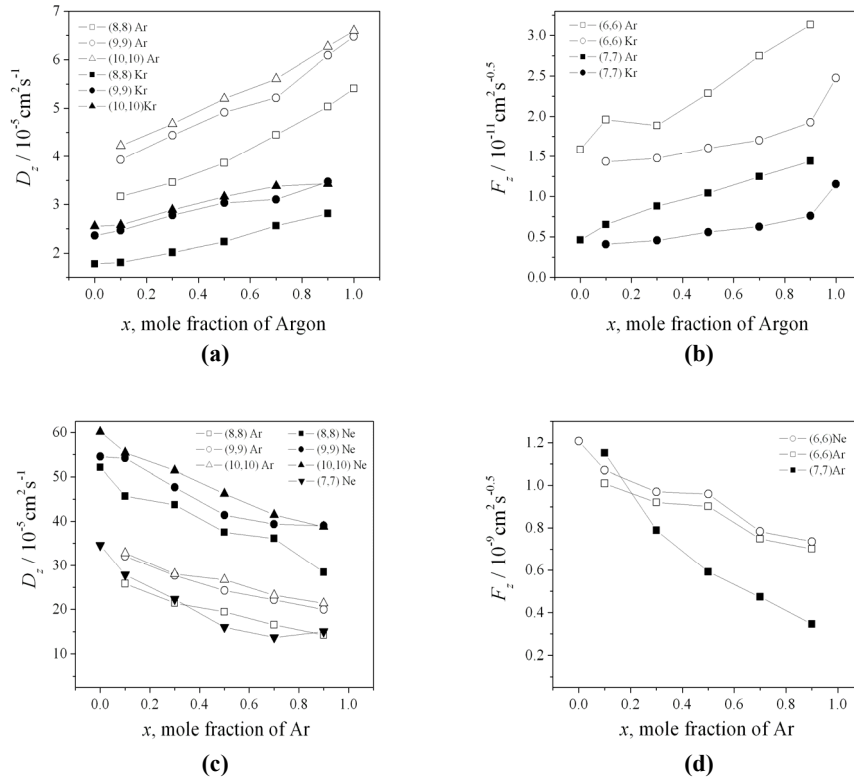 (8,8) Ar
(9,9) Ar
(10,10) Ar
(8,8) Kr
(9,9) Kr
(10,10)Kr
7
6
5
4
3
2
D_z / 10^-5 cm^2 s^-1
0.0 0.2 0.4 0.6 0.8 1.0
x, mole fraction of Argon
(a)
(6,6) Ar
(6,6) Kr
(7,7) Ar
(7,7) Kr
3.0
2.5
2.0
1.5
1.0
0.5
0.0
F_z / 10^-11 cm^2 s^-0.5
0.0 0.2 0.4 0.6 0.8 1.0
x, mole fraction of Argon
(b)
(8,8) Ar (8,8) Ne
(9,9) Ar (9,9) Ne
(10,10) Ar (10,10) Ne
(7,7) Ne
60
50
40
30
20
10
D_z / 10^-5 cm^2 s^-1
0.0 0.2 0.4 0.6 0.8 1.0
x, mole fraction of Ar
(c)
(6,6)Ne
(6,6)Ar
(7,7)Ar
1.2
1.0
0.8
0.6
0.4
0.2
F_z / 10^-9 cm^2 s^-0.5
0.0 0.2 0.4 0.6 0.8 1.0
x, mole fraction of Ar
(d)